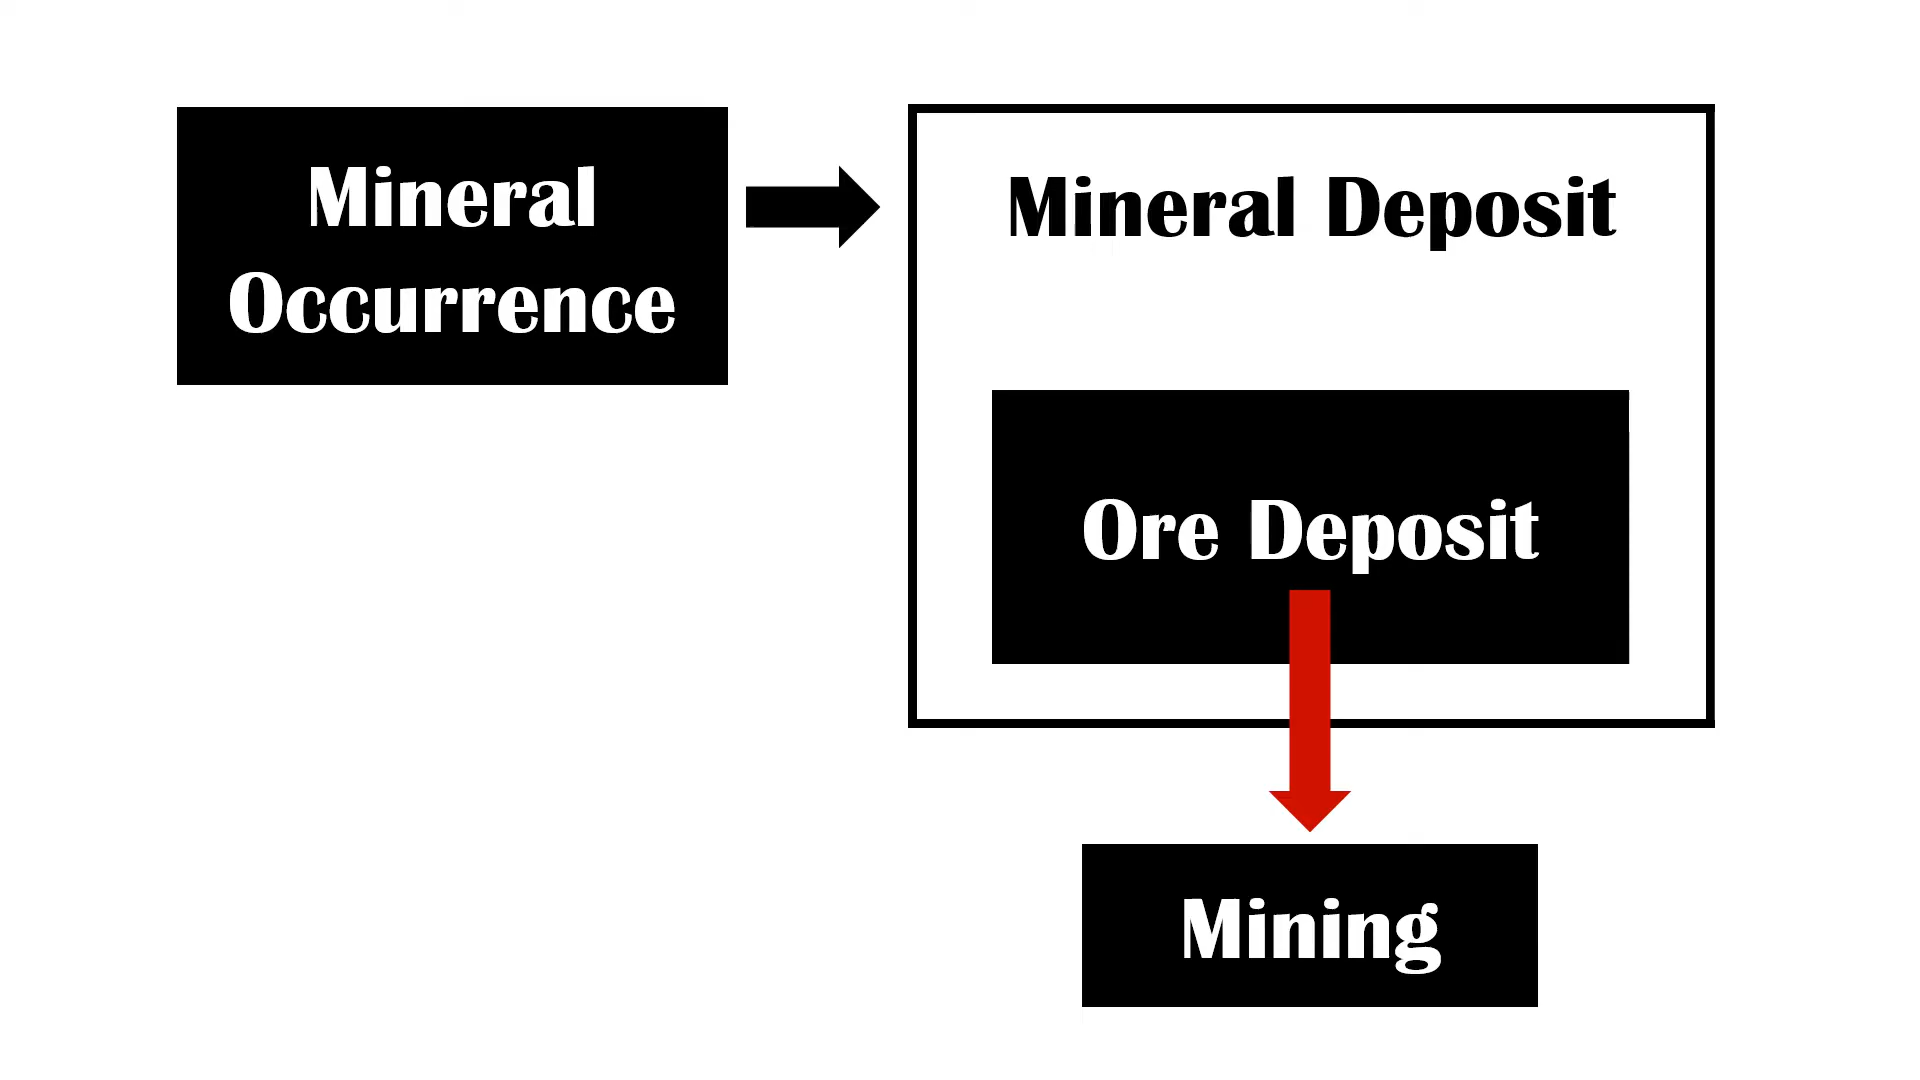 Mineral
Occurrence
Mineral Deposit
Ore Deposit
Mining